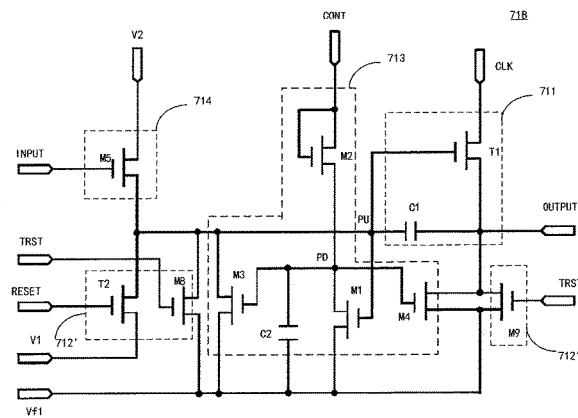 CONT
71B
V2
713
CLK
714
711
INPUT
M5
M2
T1
C1
OUTPUT
PU
TRST
PD
T2
M8
M3
M1
M4
TRST
RESET
C2
M9
712'
V1
712'
Vf1